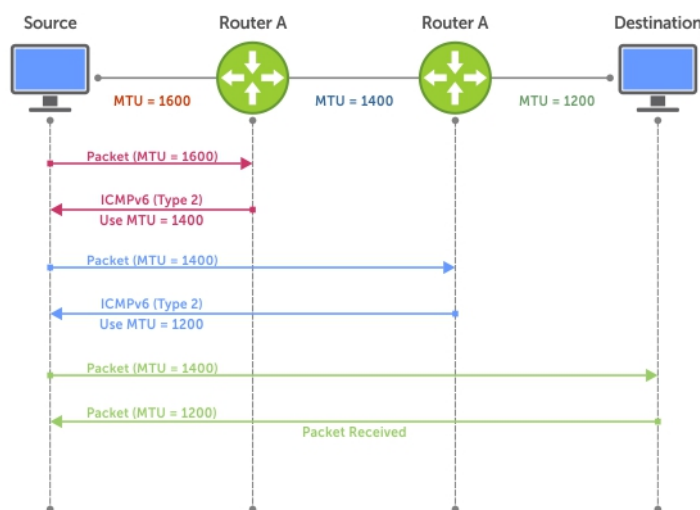 Source
Router A
Router A
Destination
MTU = 1600
MTU = 1400
MTU = 1200
Packet (MTU = 1600)
ICMPv6 (Type 2)
Use MTU = 1400
Packet (MTU = 1400)
ICMPv6 (Type 2)
Use MTU = 1200
Packet (MTU = 1400)
Packet (MTU = 1200)
Packet Received